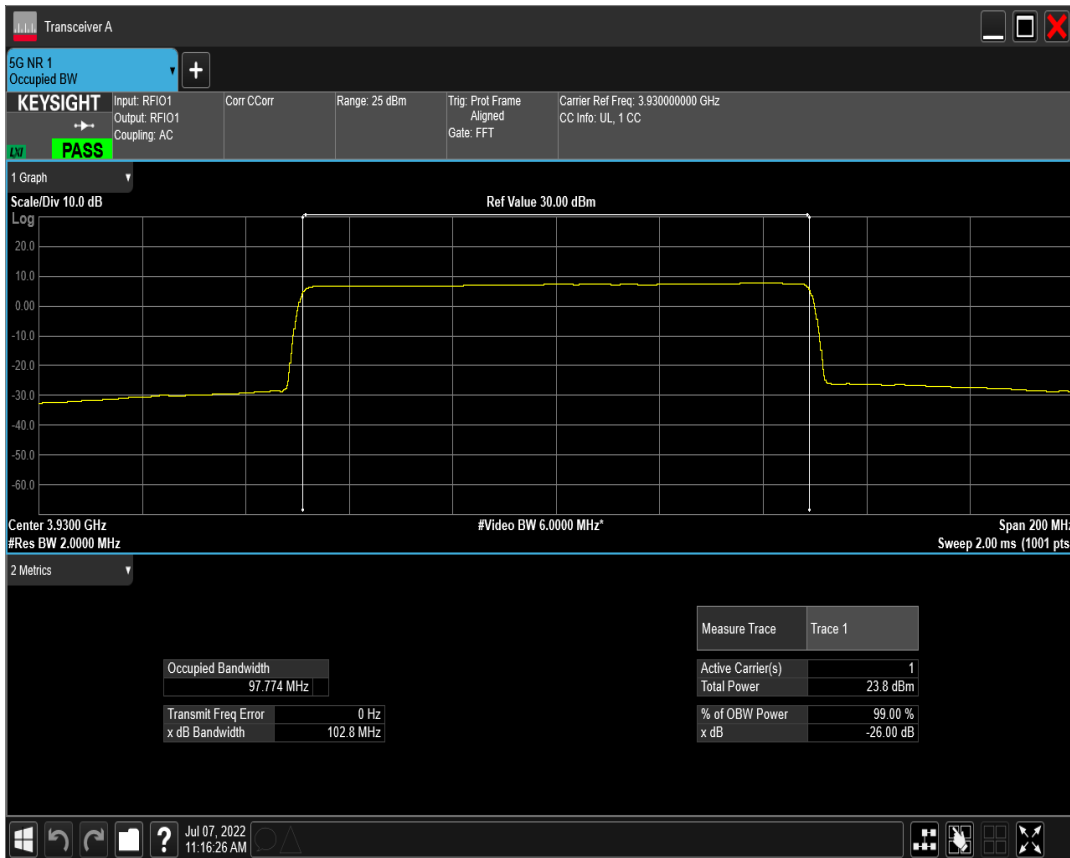 Transceiver A
5G NR 1
Occupied BW
+
KEYSIGHT
LXI
PASS
Input: RFIO1
Output: RFIO1
Coupling: AC
Corr CCorr
Range: 25 dBm
Trig: Prot Frame
Aligned
Gate: FFT
Carrier Ref Freq: 3.930000000 GHz
CC Info: UL, 1 CC
1 Graph
Scale/Div 10.0 dB
Ref Value 30.00 dBm
Log
20.0
10.0
0.00
-10.0
-20.0
-30.0
-40.0
-50.0
-60.0
Center 3.9300 GHz
#Video BW 6.0000 MHz*
Span 200 MHz
#Res BW 2.0000 MHz
Sweep 2.00 ms (1001 pts
2 Metrics
Measure Trace Trace 1
Occupied Bandwidth
97.774 MHz
Active Carrier(s) 1
Total Power 23.8 dBm
Transmit Freq Error 0 Hz
x dB Bandwidth 102.8 MHz
% of OBW Power 99.00 %
x dB -26.00 dB
?
Jul 07, 2022
11:16:26 AM